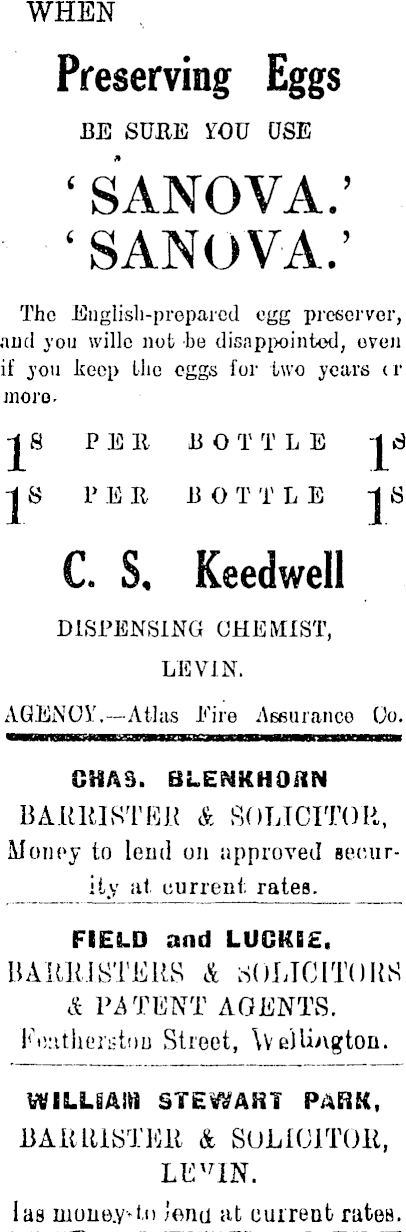 WHEN
Preserving Eggs
BE SURE YOU USE
‘SANOVA.’
‘SANOVA.’
The English-prepared egg preserver,
and you wille not be disappointed, even
if you keep the eggs for two years or
more.
1s PER BOTTLE 1s
1s PER BOTTLE 1s
C. S. Keedwell
DISPENSING CHEMIST,
LEVIN.
AGENCY.—Atlas Fire Assurance Co.
CHAS. BLENKHORN
BARRISTER & SOLICITOR,
Money to lend on approved secur-
ity at current rates.
FIELD and LUCKIE,
BARRISTERS & SOLICITORS
& PATENT AGENTS.
Featherston Street, Wellington.
WILLIAM STEWART PARK,
BARRISTER & SOLICITOR,
LEVIN.
Has money to lend at current rates.